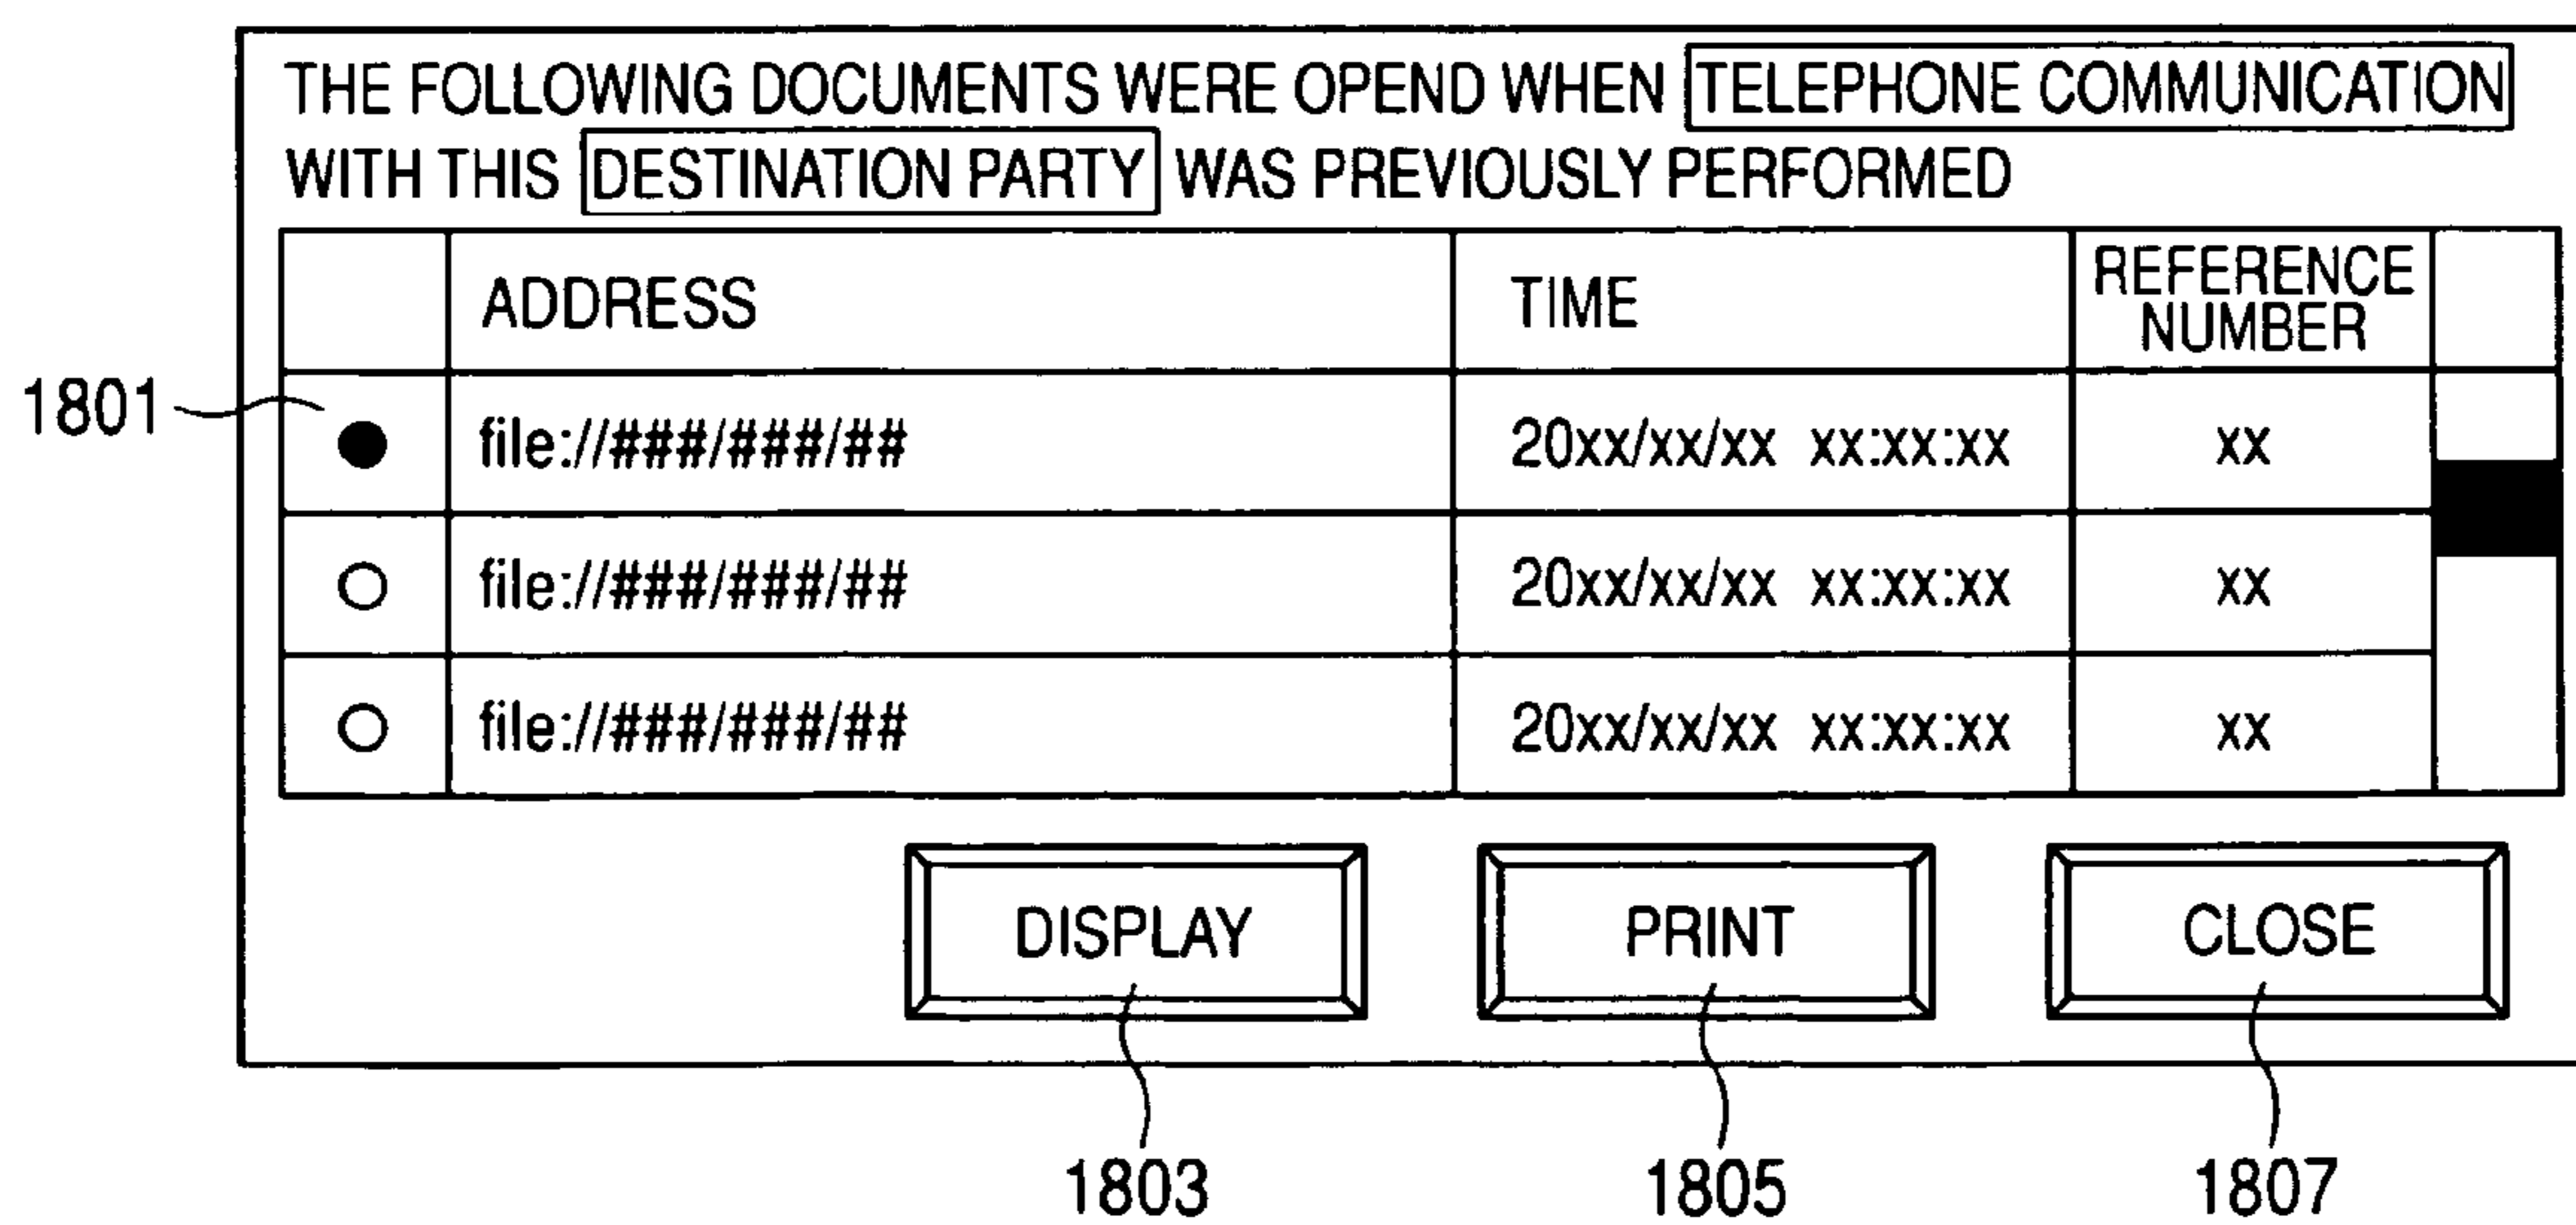 THE FOLLOWING DOCUMENTS WERE OPEND WHEN TELEPHONE COMMUNICATION
WITH THIS DESTINATION PARTY WAS PREVIOUSLY PERFORMED
ADDRESS TIME REFERENCE NUMBER
1801
file://###/###/## 20xx/xx/xx xx:xx:xx xx
file://###/###/## 20xx/xx/xx xx:xx:xx xx
file://###/###/## 20xx/xx/xx xx:xx:xx xx
DISPLAY PRINT CLOSE
1803 1805 1807